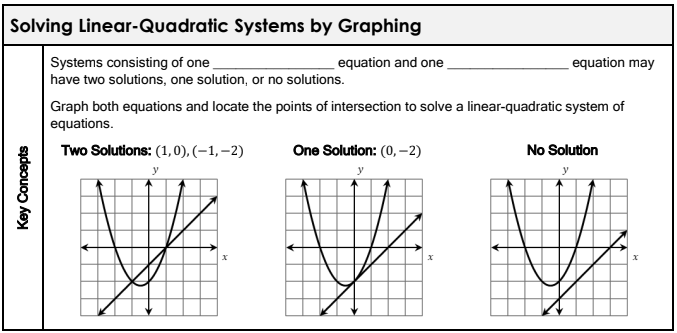 Solving Linear-Quadratic Systems by Graphing
Key Concepts
Systems consisting of one ________________ equation and one ________________ equation may
have two solutions, one solution, or no solutions.
Graph both equations and locate the points of intersection to solve a linear-quadratic system of
equations.
Two Solutions: (1, 0), (−1, −2)
One Solution: (0, −2)
No Solution
y
x
y
x
y
x